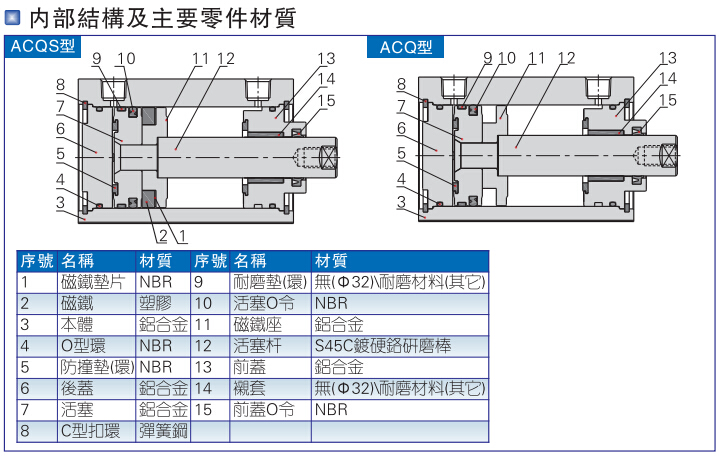 内部結構及主要零件材質
ACQS型
ACQ型
9 10 11 12 13
14
15
8
7
6
5
4
3
2 1
9 10 11 12 13
14
15
8
7
6
5
4
3
序號 名稱 材質 序號 名稱 材質
1 磁鐵墊片 NBR 9 耐磨墊(環) 無(Φ32)\耐磨材料(其它)
2 磁鐵 塑膠 10 活塞O令 NBR
3 本體 鋁合金 11 磁鐵座 鋁合金
4 O型環 NBR 12 活塞杆 S45C鍍硬鉻研磨棒
5 防撞墊(環) NBR 13 前蓋 鋁合金
6 後蓋 鋁合金 14 襯套 無(Φ32)\耐磨材料(其它)
7 活塞 鋁合金 15 前蓋O令 NBR
8 C型扣環 彈簧鋼